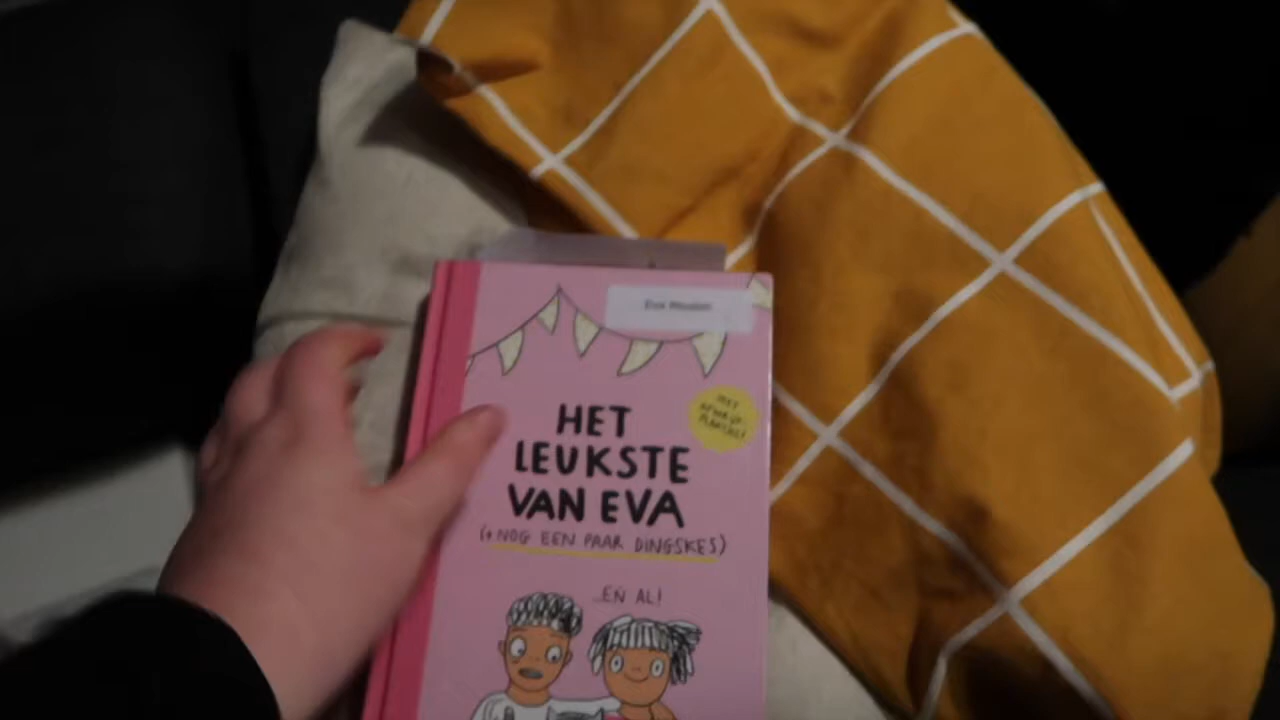 HET
LEUKSTE
VAN EVA
(+ NOG EEN PAAR DINGSKES)
EN AL!